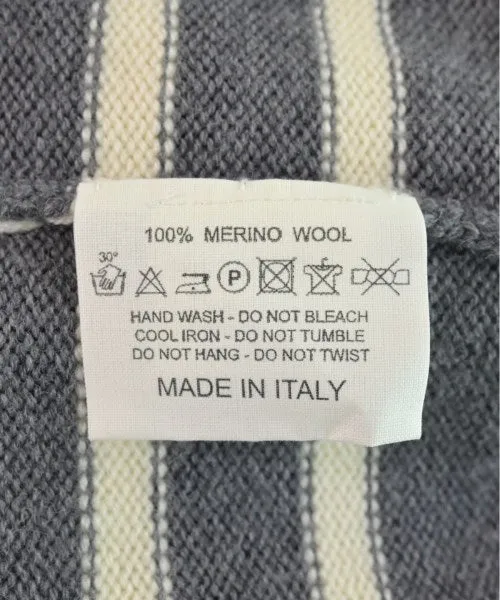 100% MERINO WOOL
30°
P
HAND WASH - DO NOT BLEACH
COOL IRON - DO NOT TUMBLE
DO NOT HANG - DO NOT TWIST
MADE IN ITALY